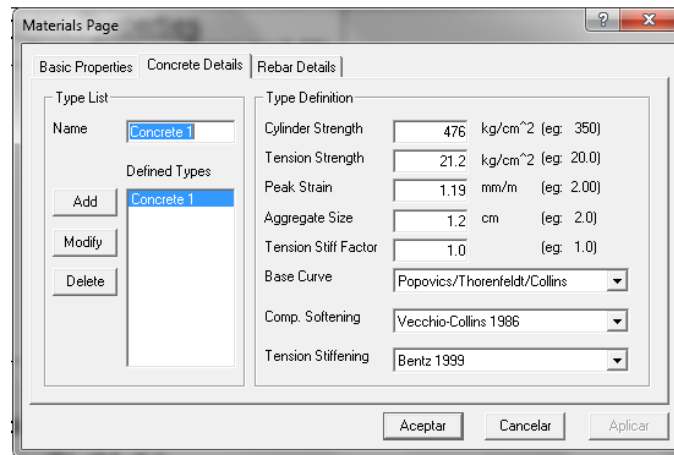 Materials Page
Basic Properties Concrete Details Rebar Details
Type List
Name Concrete 1
Defined Types
Concrete 1
Add
Modify
Delete
Type Definition
Cylinder Strength 476 kg/cm^2 (eg: 350)
Tension Strength 21.2 kg/cm^2 (eg: 20.0)
Peak Strain 1.19 mm/m (eg: 2.00)
Aggregate Size 1.2 cm (eg: 2.0)
Tension Stiff Factor 1.0 (eg: 1.0)
Base Curve Popovics/Thorenfeldt/Collins
Comp. Softening Vecchio-Collins 1986
Tension Stiffening Bentz 1999
Aceptar Cancelar Aplicar